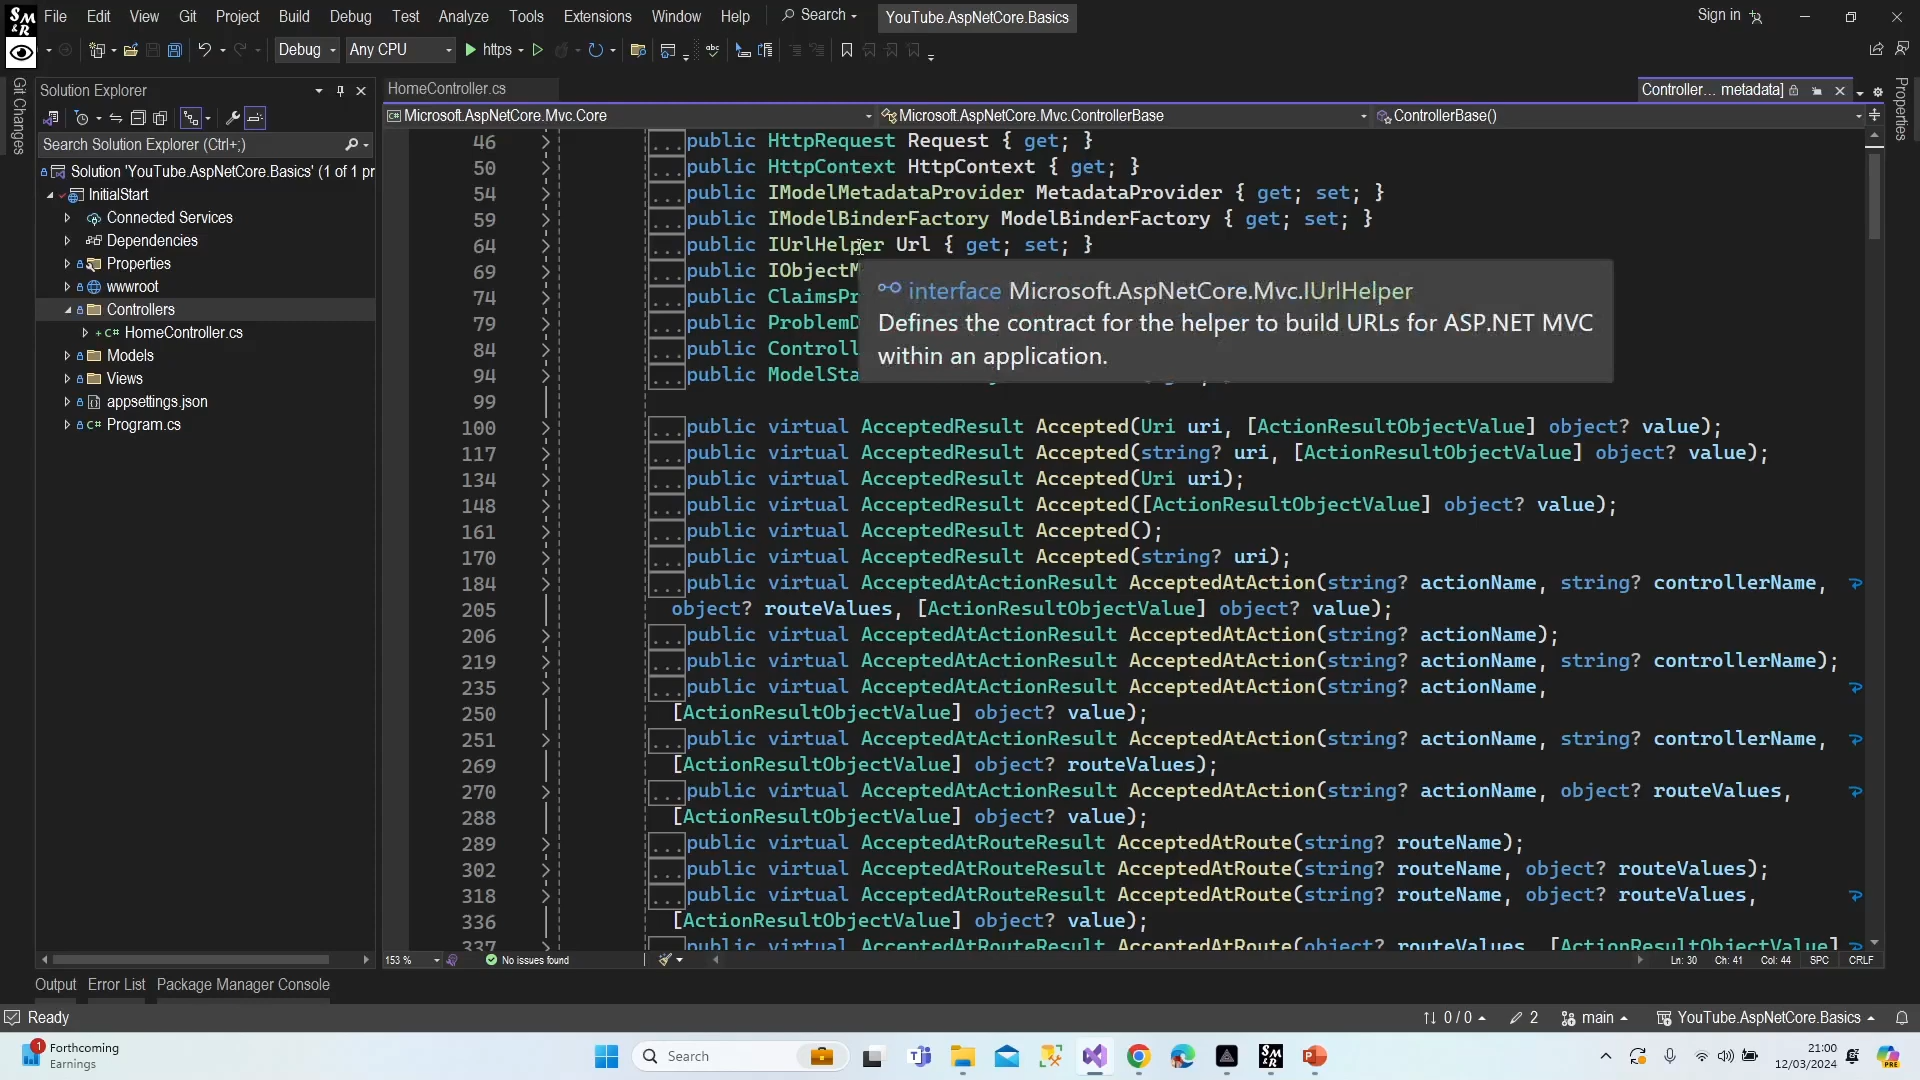 File Edit View Git Project Build Debug Test Analyze Tools Extensions Window Help Search YouTube.AspNetCore.Basics Sign in
SM&R
Debug Any CPU https
Git Changes
Solution Explorer
Search Solution Explorer (Ctrl+;)
Solution 'YouTube.AspNetCore.Basics' (1 of 1 pr
InitialStart
Connected Services
Dependencies
Properties
wwwroot
Controllers
HomeController.cs
Models
Views
appsettings.json
Program.cs
HomeController.cs
Controller... metadata]
Properties
Microsoft.AspNetCore.Mvc.Core Microsoft.AspNetCore.Mvc.ControllerBase ControllerBase()
46 ...public HttpRequest Request { get; }
50 ...public HttpContext HttpContext { get; }
54 ...public IModelMetadataProvider MetadataProvider { get; set; }
59 ...public IModelBinderFactory ModelBinderFactory { get; set; }
64 ...public IUrlHelper Url { get; set; }
69 ...public IObjectM
74 ...public ClaimsPr
79 ...public ProblemD
84 ...public Controll
94 ...public ModelSta
interface Microsoft.AspNetCore.Mvc.IUrlHelper
Defines the contract for the helper to build URLs for ASP.NET MVC
within an application.
99
100 ...public virtual AcceptedResult Accepted(Uri uri, [ActionResultObjectValue] object? value);
117 ...public virtual AcceptedResult Accepted(string? uri, [ActionResultObjectValue] object? value);
134 ...public virtual AcceptedResult Accepted(Uri uri);
148 ...public virtual AcceptedResult Accepted([ActionResultObjectValue] object? value);
161 ...public virtual AcceptedResult Accepted();
170 ...public virtual AcceptedResult Accepted(string? uri);
184 ...public virtual AcceptedAtActionResult AcceptedAtAction(string? actionName, string? controllerName,
205 object? routeValues, [ActionResultObjectValue] object? value);
206 ...public virtual AcceptedAtActionResult AcceptedAtAction(string? actionName);
219 ...public virtual AcceptedAtActionResult AcceptedAtAction(string? actionName, string? controllerName);
235 ...public virtual AcceptedAtActionResult AcceptedAtAction(string? actionName,
250 [ActionResultObjectValue] object? value);
251 ...public virtual AcceptedAtActionResult AcceptedAtAction(string? actionName, string? controllerName,
269 [ActionResultObjectValue] object? routeValues);
270 ...public virtual AcceptedAtActionResult AcceptedAtAction(string? actionName, object? routeValues,
288 [ActionResultObjectValue] object? value);
289 ...public virtual AcceptedAtRouteResult AcceptedAtRoute(string? routeName);
302 ...public virtual AcceptedAtRouteResult AcceptedAtRoute(string? routeName, object? routeValues);
318 ...public virtual AcceptedAtRouteResult AcceptedAtRoute(string? routeName, object? routeValues,
336 [ActionResultObjectValue] object? value);
337 ...public virtual AcceptedAtRouteResult AcceptedAtRoute(object? routeValues, [ActionResultObjectValue]
153 % No issues found Ln: 30 Ch: 41 Col: 44 SPC CRLF
Output Error List Package Manager Console
Ready 0 / 0 2 main YouTube.AspNetCore.Basics
1 Forthcoming
Earnings
Search
SM&R
21:00
12/03/2024
PRE